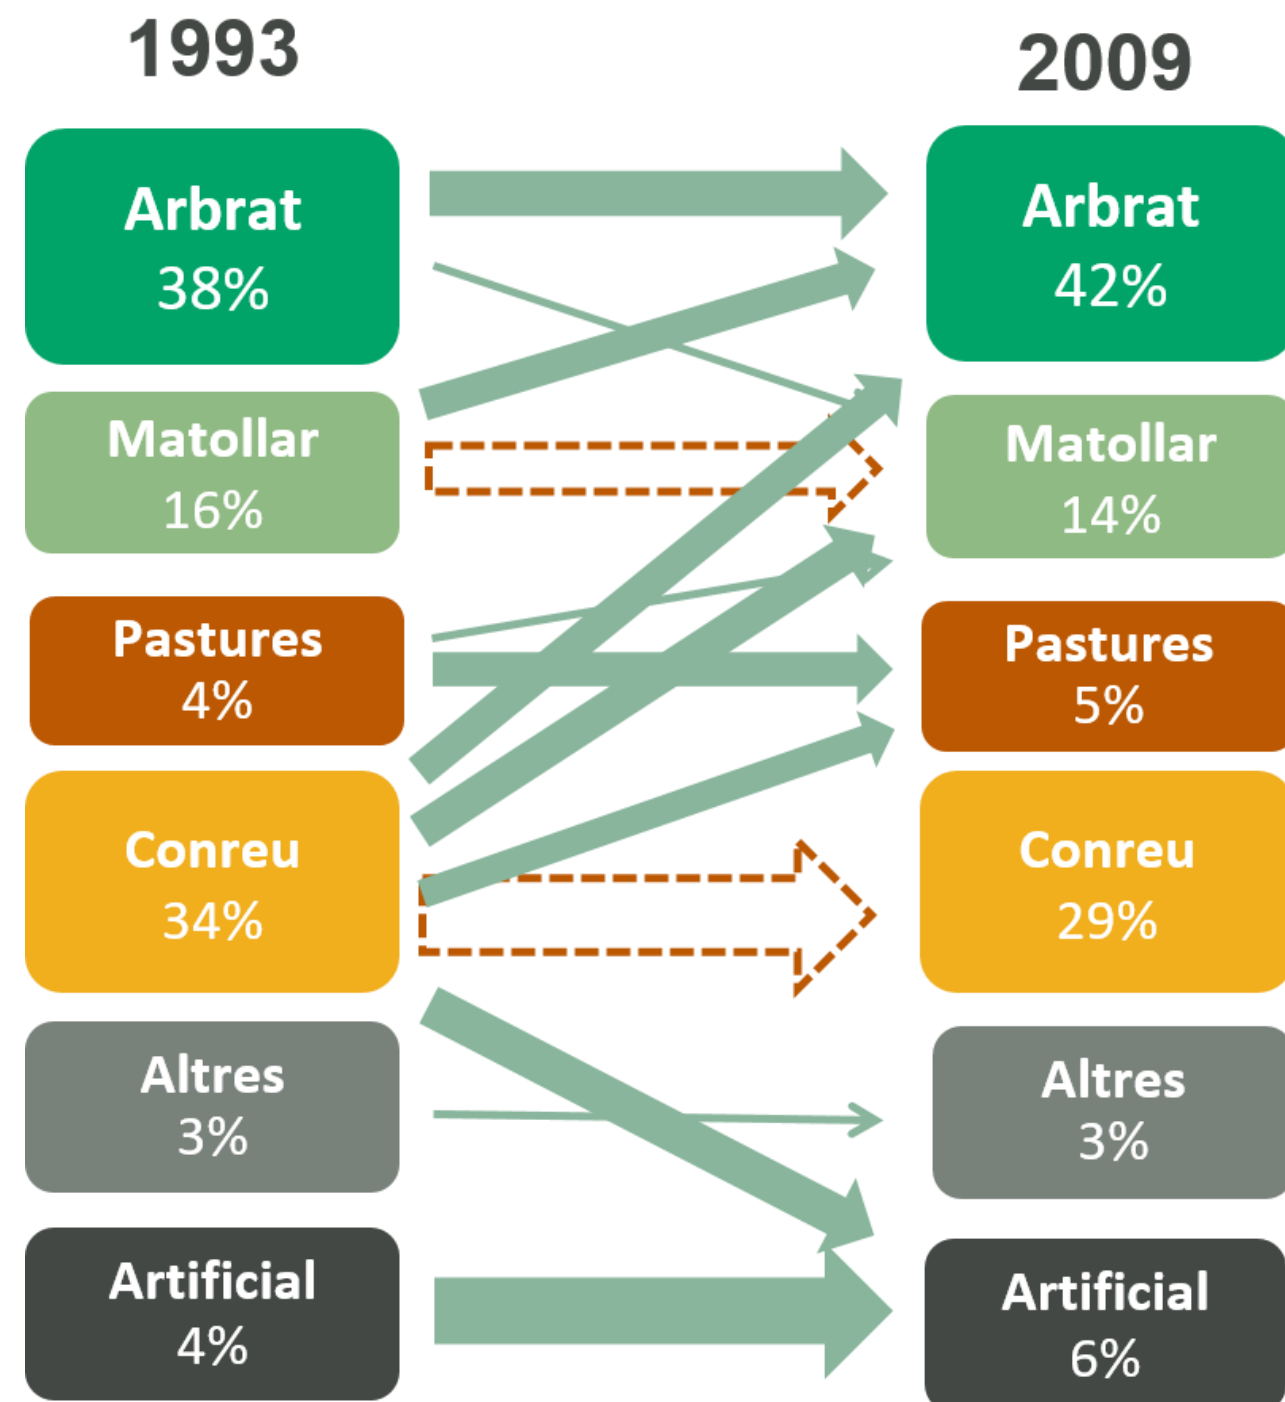 1993
2009
Arbrat
38%
Matollar
16%
Pastures
4%
Conreu
34%
Altres
3%
Artificial
4%
Arbrat
42%
Matollar
14%
Pastures
5%
Conreu
29%
Altres
3%
Artificial
6%